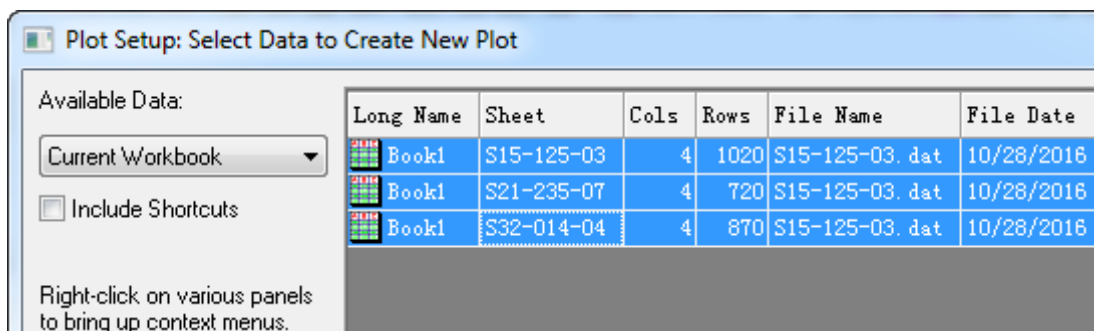 Plot Setup: Select Data to Create New Plot
Available Data:
Current Workbook
Include Shortcuts
Right-click on various panels
to bring up context menus.
Long Name Sheet Cols Rows File Name File Date
Book1 S15-125-03 4 1020 S15-125-03.dat 10/28/2016
Book1 S21-235-07 4 720 S15-125-03.dat 10/28/2016
Book1 S32-014-04 4 870 S15-125-03.dat 10/28/2016